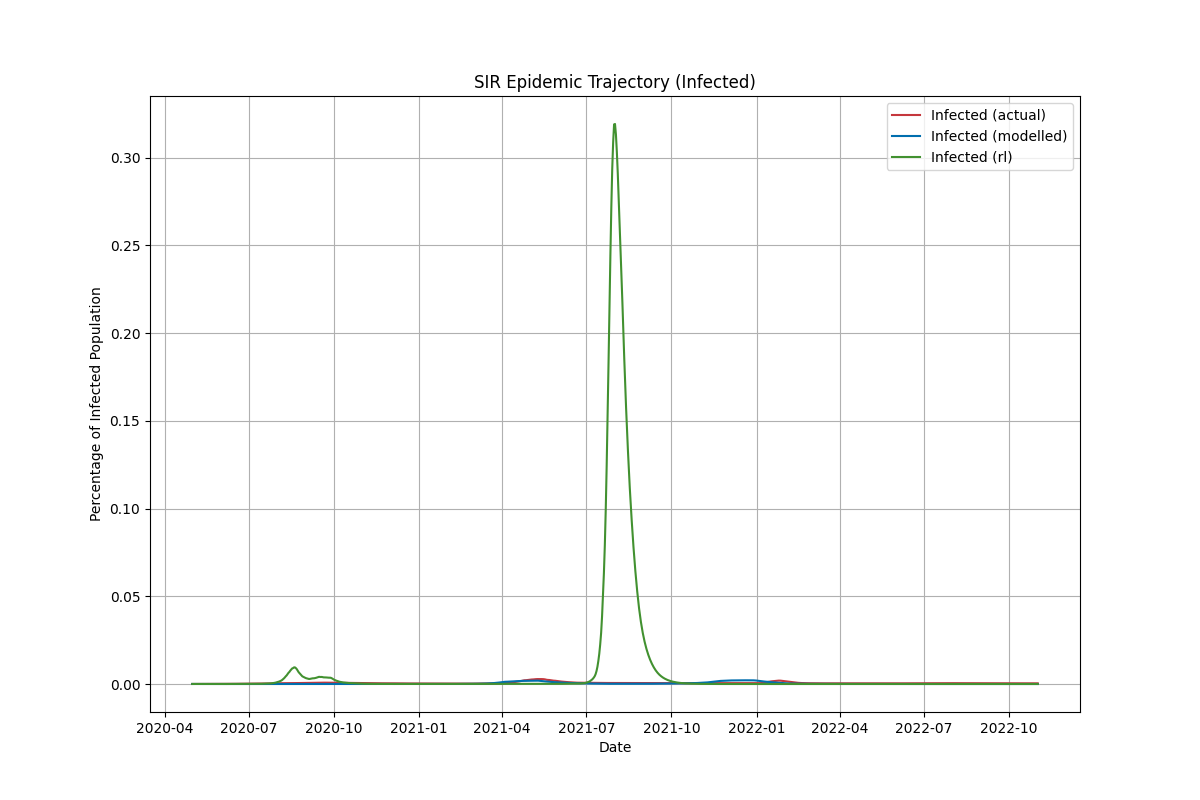 SIR Epidemic Trajectory (Infected)
Infected (actual)
Infected (modelled)
Infected (rl)
Percentage of Infected Population
0.30
0.25
0.20
0.15
0.10
0.05
0.00
2020-04 2020-07 2020-10 2021-01 2021-04 2021-07 2021-10 2022-01 2022-04 2022-07 2022-10
Date